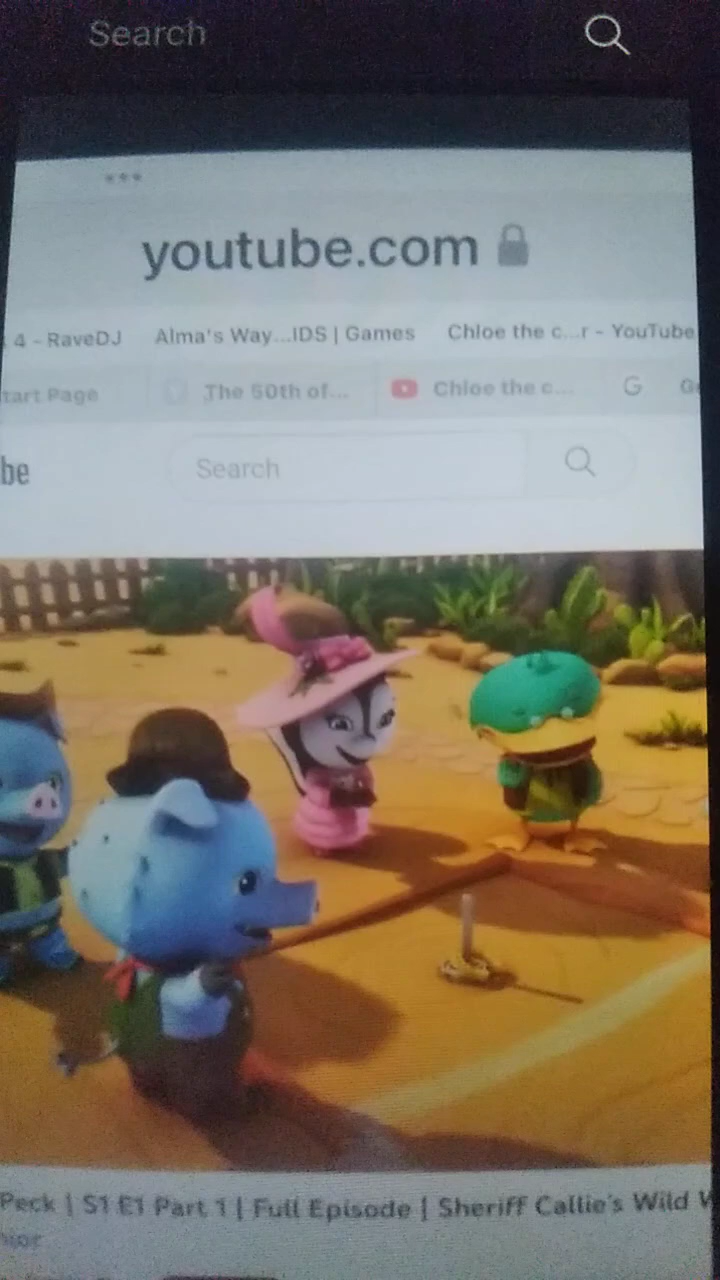 Search
youtube.com
4 - RaveDJ Alma's Way...IDS | Games Chloe the c...r - YouTube
tart Page The 50th of... Chloe the c... G G
be Search
Peck | S1 E1 Part 1 | Full Episode | Sheriff Callie's Wild W